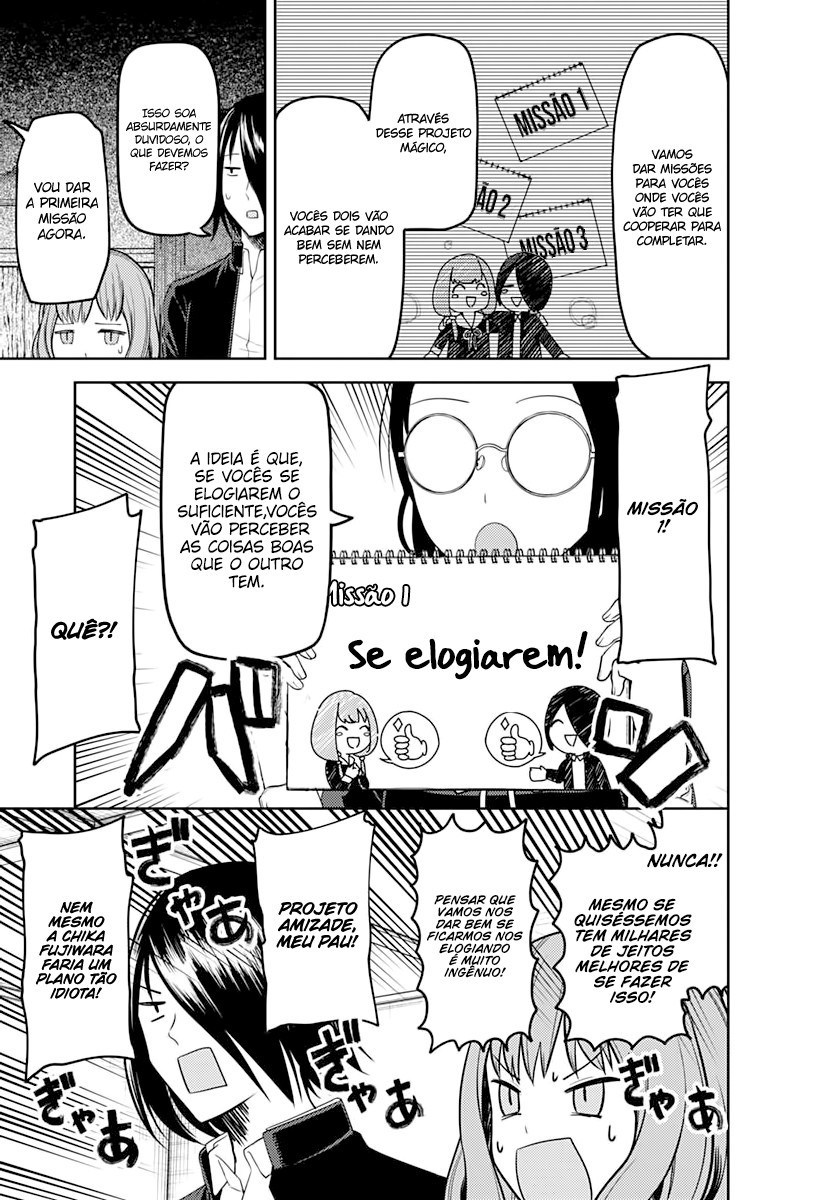 VAMOS
DAR MISSÕES
PARA VOCÊS
ONDE VOCÊS
VÃO TER QUE
COOPERAR PARA
COMPLETAR.
MISSÃO 1
ÃO 2
MISSÃO 3
ATRAVÉS
DESSE PROJETO
MÁGICO,
VOCÊS DOIS VÃO
ACABAR SE DANDO
BEM SEM NEM
PERCEBEREM.
ISSO SOA
ABSURDAMENTE
DUVIDOSO, O
QUE DEVEMOS
FAZER?
VOU DAR
A PRIMEIRA
MISSÃO
AGORA.
MISSÃO
1!
A IDEIA É QUE,
SE VOCÊS SE
ELOGIAREM O
SUFICIENTE,VOCÊS
VÃO PERCEBER
AS COISAS BOAS
QUE O OUTRO
TEM.
Missão 1
Se elogiarem!
QUÊ?!
NUNCA!!
MESMO SE
QUISÉSSEMOS
TEM MILHARES
DE JEITOS
MELHORES DE
SE FAZER
ISSO!
PENSAR QUE
VAMOS NOS
DAR BEM SE
FICARMOS NOS
ELOGIANDO
É MUITO
INGÊNUO!
PROJETO
AMIZADE,
MEU PAU!
NEM
MESMO
A CHIKA
FUJIWARA
FARIA UM
PLANO TÃO
IDIOTA!
ぎゃあ
ぎゃあ
ぎゃあ
ぎゃあ